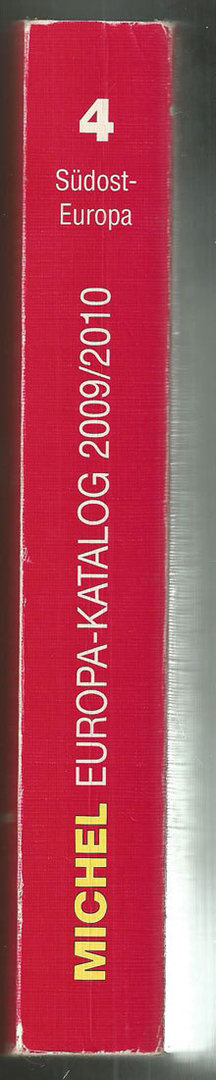 4
Südost-
Europa
MICHEL EUROPA-KATALOG 2009/2010